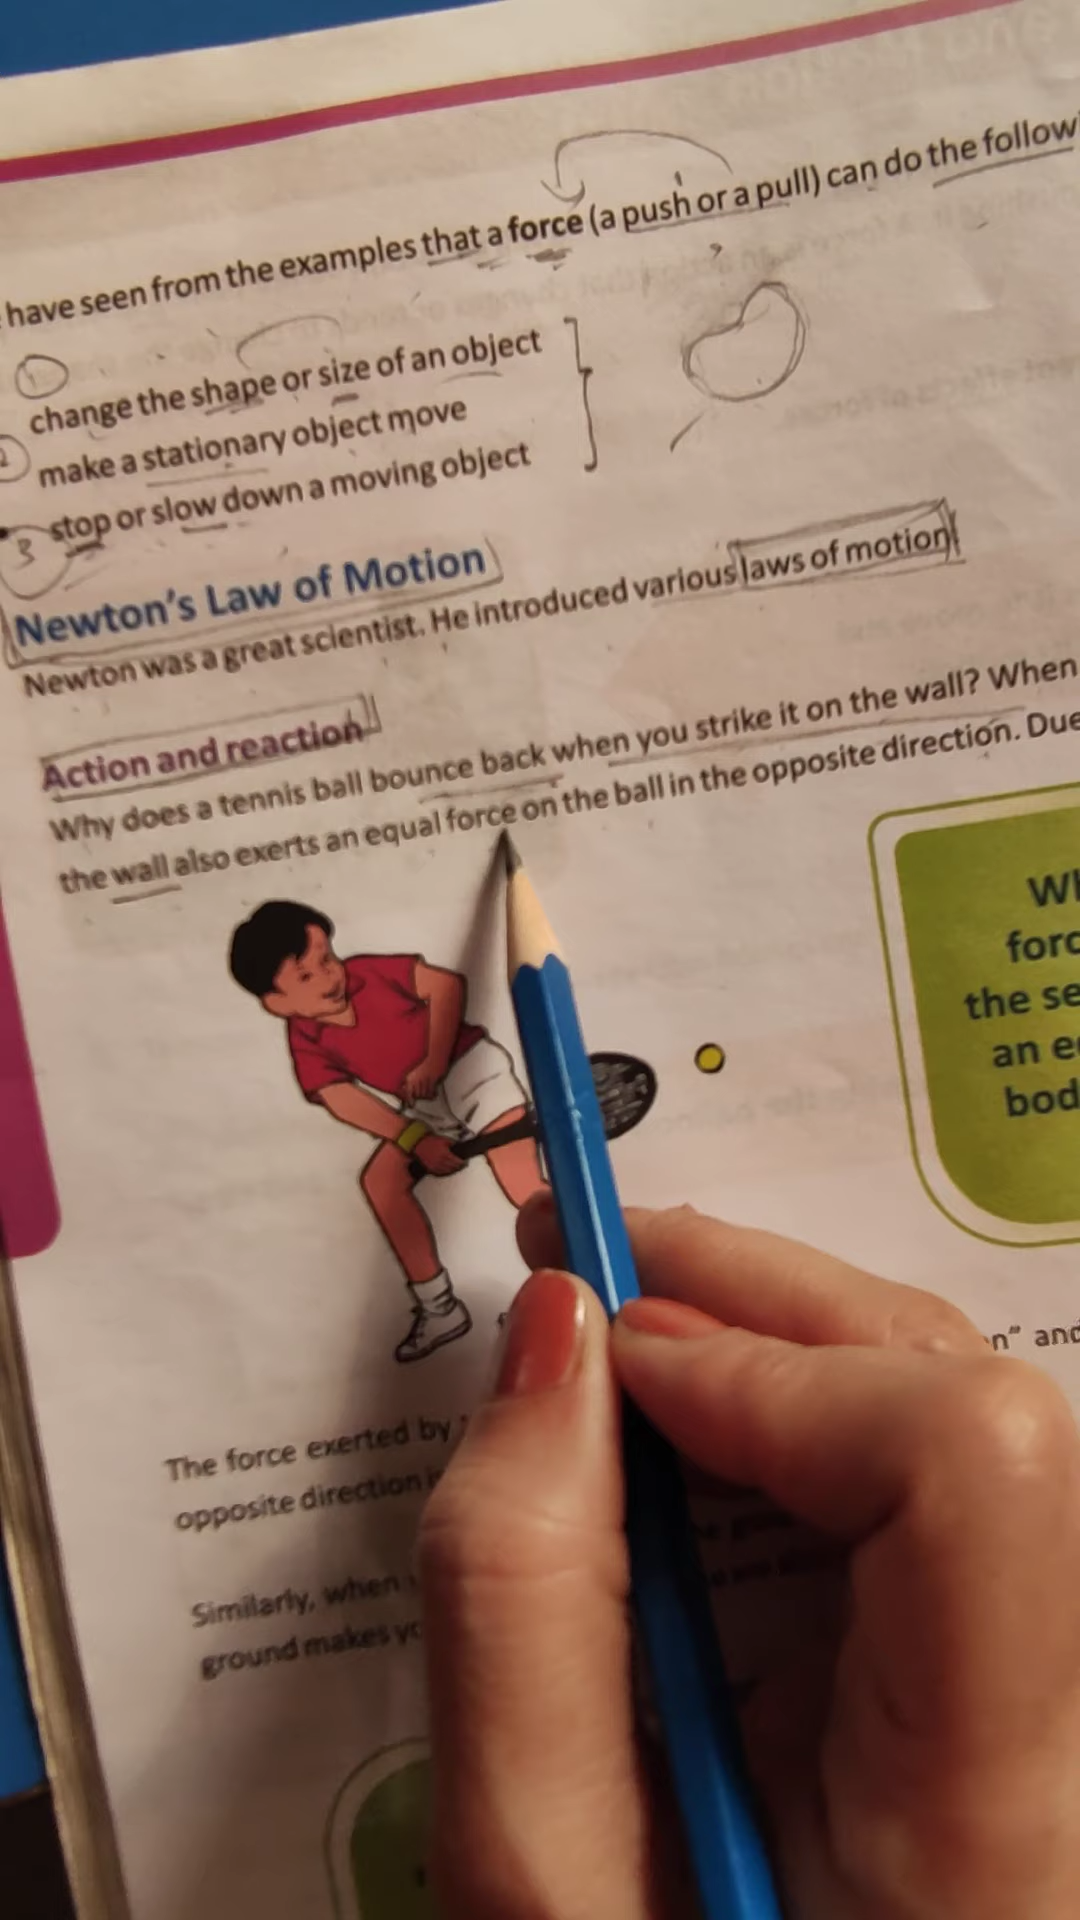 have seen from the examples that a force (a push or a pull) can do the follow
1
change the shape or size of an object
2
make a stationary object move
3
stop or slow down a moving object
Newton's Law of Motion
Newton was a great scientist. He introduced various laws of motion
Action and reaction
Why does a tennis ball bounce back when you strike it on the wall? When
the wall also exerts an equal force on the ball in the opposite direction. Due
forc
the se
an e
bod
and
The force exerted by
opposite direction
Similarly, when
ground makes